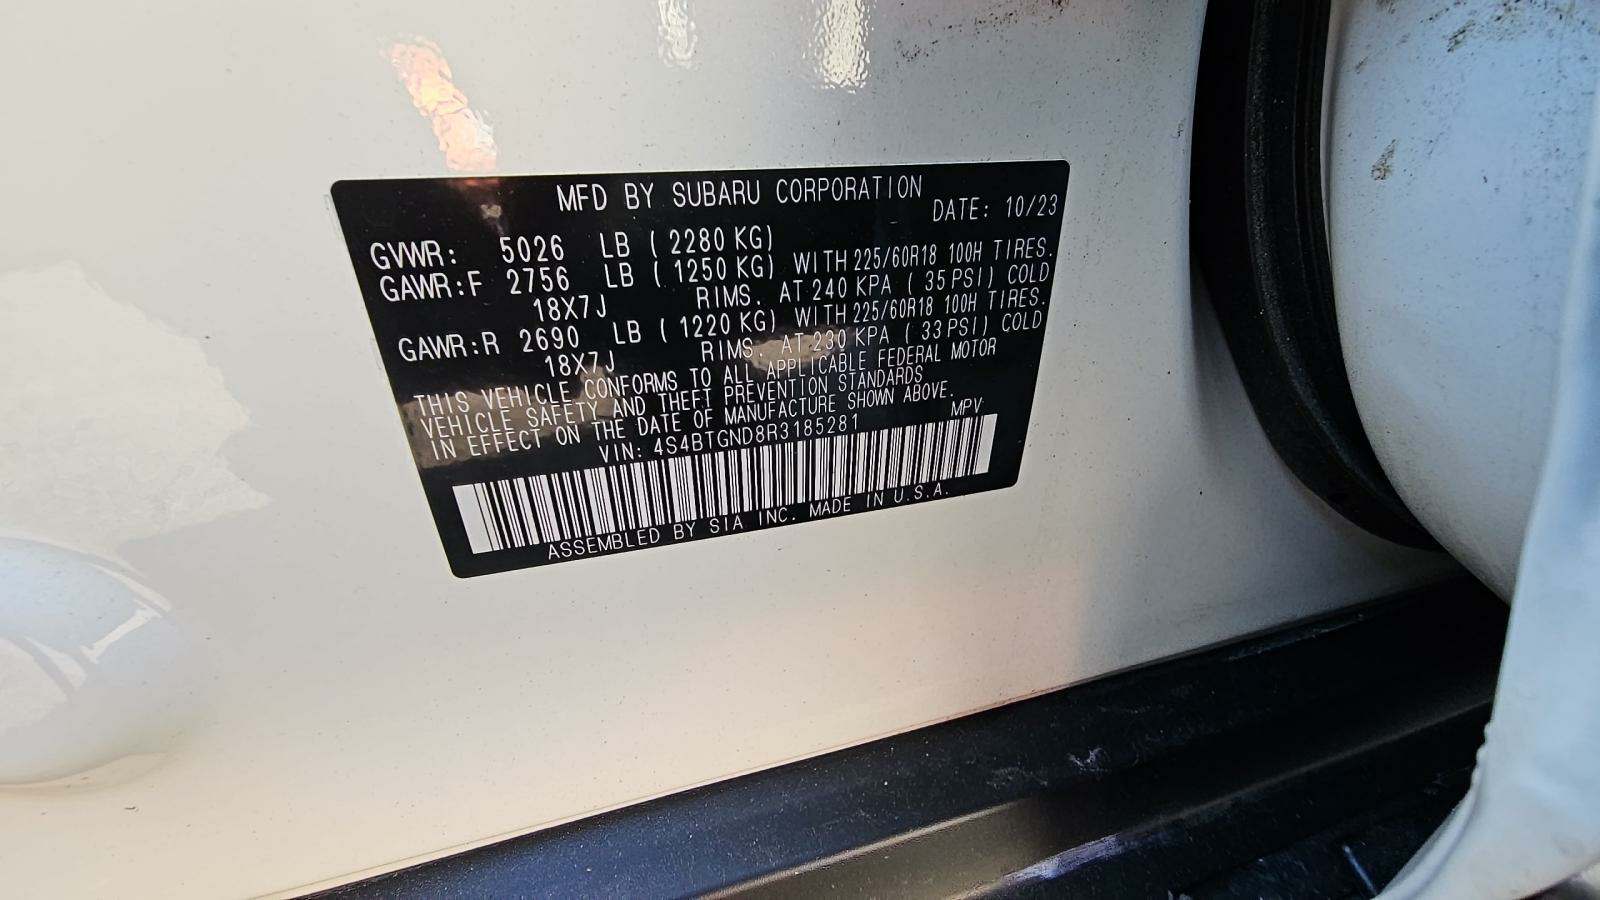 MFD BY SUBARU CORPORATION
DATE: 10/23
GVWR: 5026 LB ( 2280 KG)
GAWR:F 2756 LB ( 1250 KG) WITH 225/60R18 100H TIRES.
18X7J RIMS. AT 240 KPA ( 35 PSI) COLD
GAWR:R 2690 LB ( 1220 KG) WITH 225/60R18 100H TIRES.
18X7J RIMS. AT 230 KPA ( 33 PSI) COLD
THIS VEHICLE CONFORMS TO ALL APPLICABLE FEDERAL MOTOR
VEHICLE SAFETY AND THEFT PREVENTION STANDARDS
IN EFFECT ON THE DATE OF MANUFACTURE SHOWN ABOVE.
VIN: 4S4BTGND8R3185281 MPV
ASSEMBLED BY SIA INC. MADE IN U.S.A.